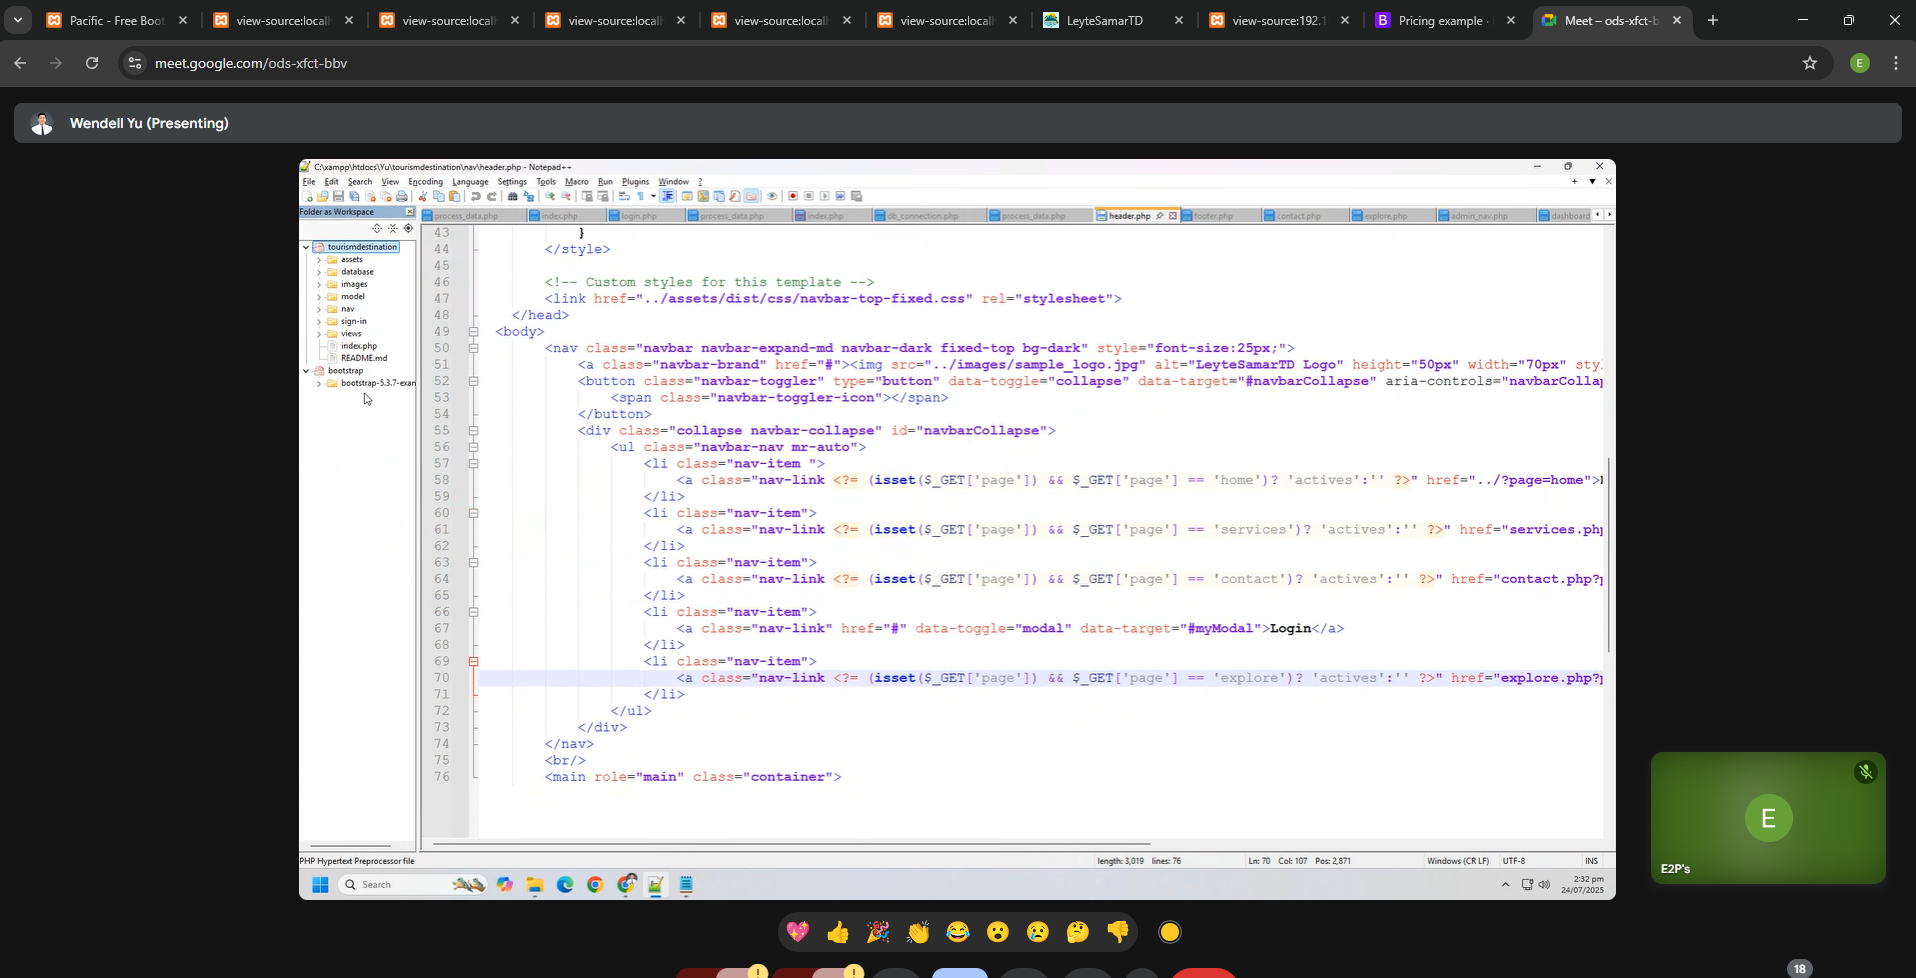 Pacific - Free Boot
view-source:local
view-source:local
view-source:local
view-source:local
view-source:local
LeyteSamarTD
view-source:192.1
Pricing example ·
Meet – ods-xfct-b
meet.google.com/ods-xfct-bbv
E
Wendell Yu (Presenting)
C:\xampp\htdocs\Yu\tourismdestination\nav\header.php - Notepad++
File Edit Search View Encoding Language Settings Tools Macro Run Plugins Window ?
Folder as Workspace
process_data.php index.php login.php process_data.php index.php db_connection.php process_data.php header.php footer.php contact.php explore.php admin_nav.php dashboard
tourismdestination
assets
database
images
model
nav
sign-in
views
index.php
README.md
bootstrap
bootstrap-5.3.7-exan
43 }
44 </style>
45
46 <!-- Custom styles for this template -->
47 <link href="../assets/dist/css/navbar-top-fixed.css" rel="stylesheet">
48 </head>
49 <body>
50 <nav class="navbar navbar-expand-md navbar-dark fixed-top bg-dark" style="font-size:25px;">
51 <a class="navbar-brand" href="#"><img src="../images/sample_logo.jpg" alt="LeyteSamarTD Logo" height="50px" width="70px" sty
52 <button class="navbar-toggler" type="button" data-toggle="collapse" data-target="#navbarCollapse" aria-controls="navbarCollap
53 <span class="navbar-toggler-icon"></span>
54 </button>
55 <div class="collapse navbar-collapse" id="navbarCollapse">
56 <ul class="navbar-nav mr-auto">
57 <li class="nav-item ">
58 <a class="nav-link <?= (isset($_GET['page']) && $_GET['page'] == 'home')? 'actives':'' ?>" href="../?page=home">
59 </li>
60 <li class="nav-item">
61 <a class="nav-link <?= (isset($_GET['page']) && $_GET['page'] == 'services')? 'actives':'' ?>" href="services.php
62 </li>
63 <li class="nav-item">
64 <a class="nav-link <?= (isset($_GET['page']) && $_GET['page'] == 'contact')? 'actives':'' ?>" href="contact.php?p
65 </li>
66 <li class="nav-item">
67 <a class="nav-link" href="#" data-toggle="modal" data-target="#myModal">Login</a>
68 </li>
69 <li class="nav-item">
70 <a class="nav-link <?= (isset($_GET['page']) && $_GET['page'] == 'explore')? 'actives':'' ?>" href="explore.php?p
71 </li>
72 </ul>
73 </div>
74 </nav>
75 <br/>
76 <main role="main" class="container">
PHP Hypertext Preprocessor file length: 3,019 lines: 76 Ln: 70 Col: 107 Pos: 2,871 Windows (CR LF) UTF-8 INS
Search
2:32 pm
24/07/2025
E
E2P's
18